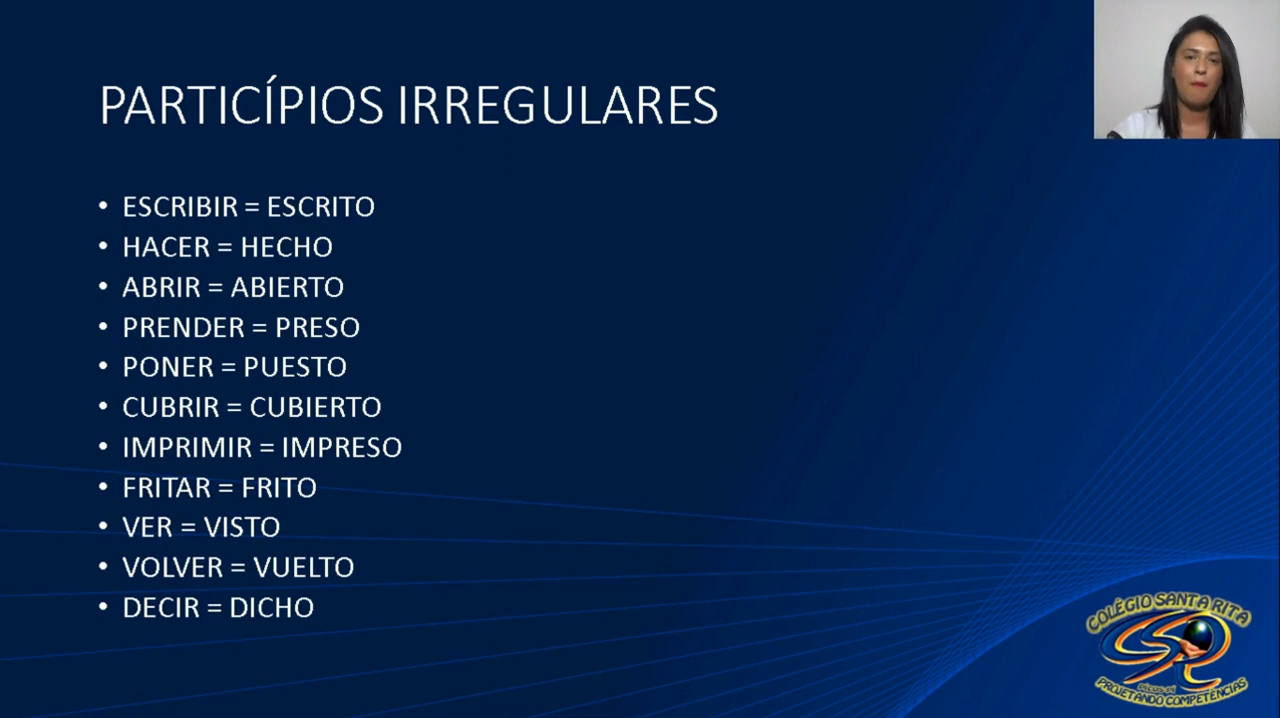 PARTICÍPIOS IRREGULARES
• ESCRIBIR = ESCRITO
• HACER = HECHO
• ABRIR = ABIERTO
• PRENDER = PRESO
• PONER = PUESTO
• CUBRIR = CUBIERTO
• IMPRIMIR = IMPRESO
• FRITAR = FRITO
• VER = VISTO
• VOLVER = VUELTO
• DECIR = DICHO
COLÉGIO SANTA RITA
PROJETANDO COMPETÊNCIAS